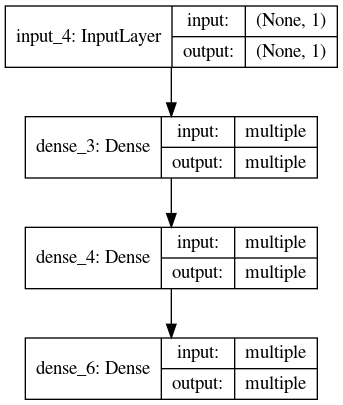 input_4: InputLayer
input: (None, 1)
output: (None, 1)
dense_3: Dense
input: multiple
output: multiple
dense_4: Dense
input: multiple
output: multiple
dense_6: Dense
input: multiple
output: multiple